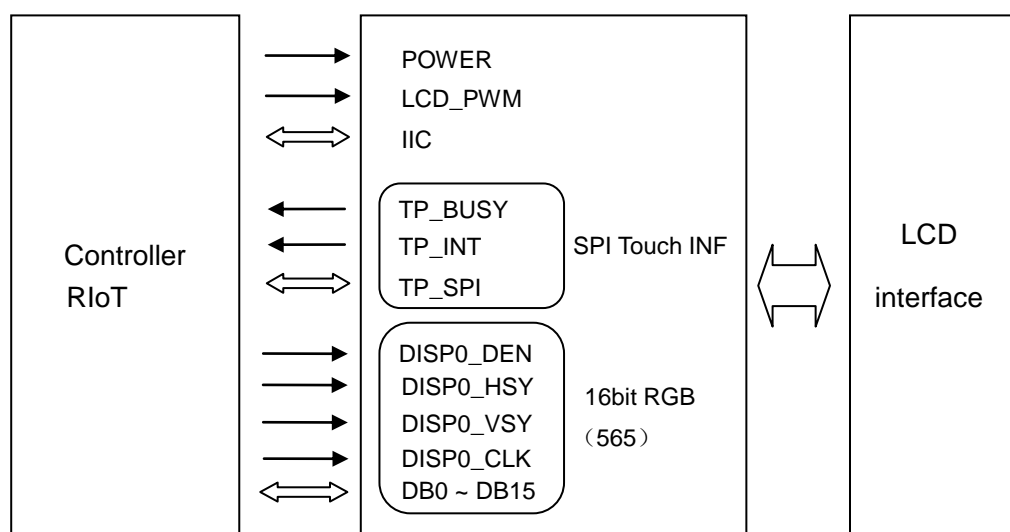 Controller
RIoT
POWER
LCD_PWM
IIC
TP_BUSY
TP_INT
TP_SPI
SPI Touch INF
DISP0_DEN
DISP0_HSY
DISP0_VSY
DISP0_CLK
DB0 ~ DB15
16bit RGB
（565）
LCD
interface